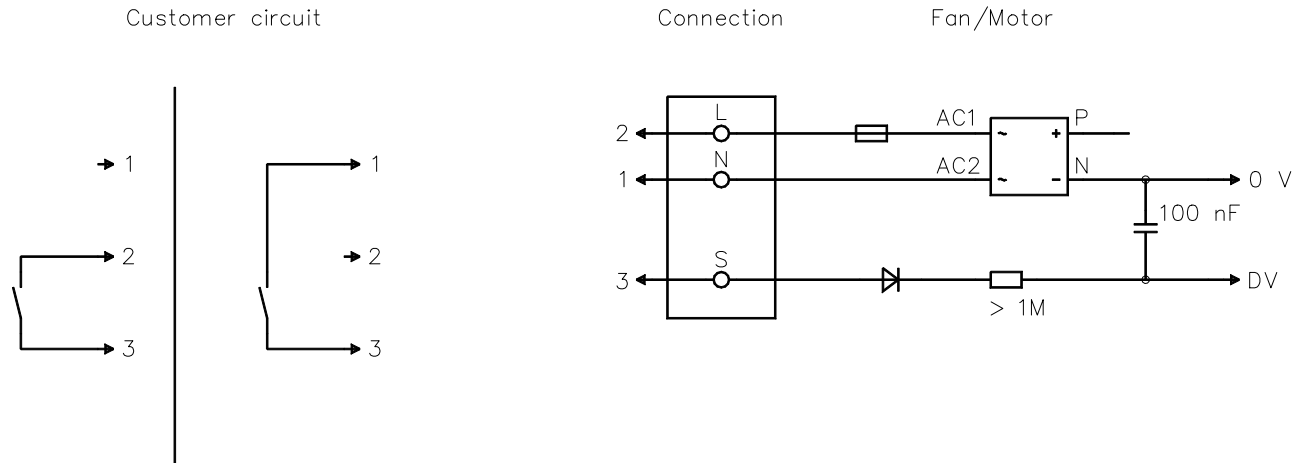 Customer circuit
Connection
Fan/Motor
1
2
3
1
2
3
2
L
AC1
~
+
P
1
N
AC2
~
-
N
0 V
100 nF
3
S
> 1M
DV